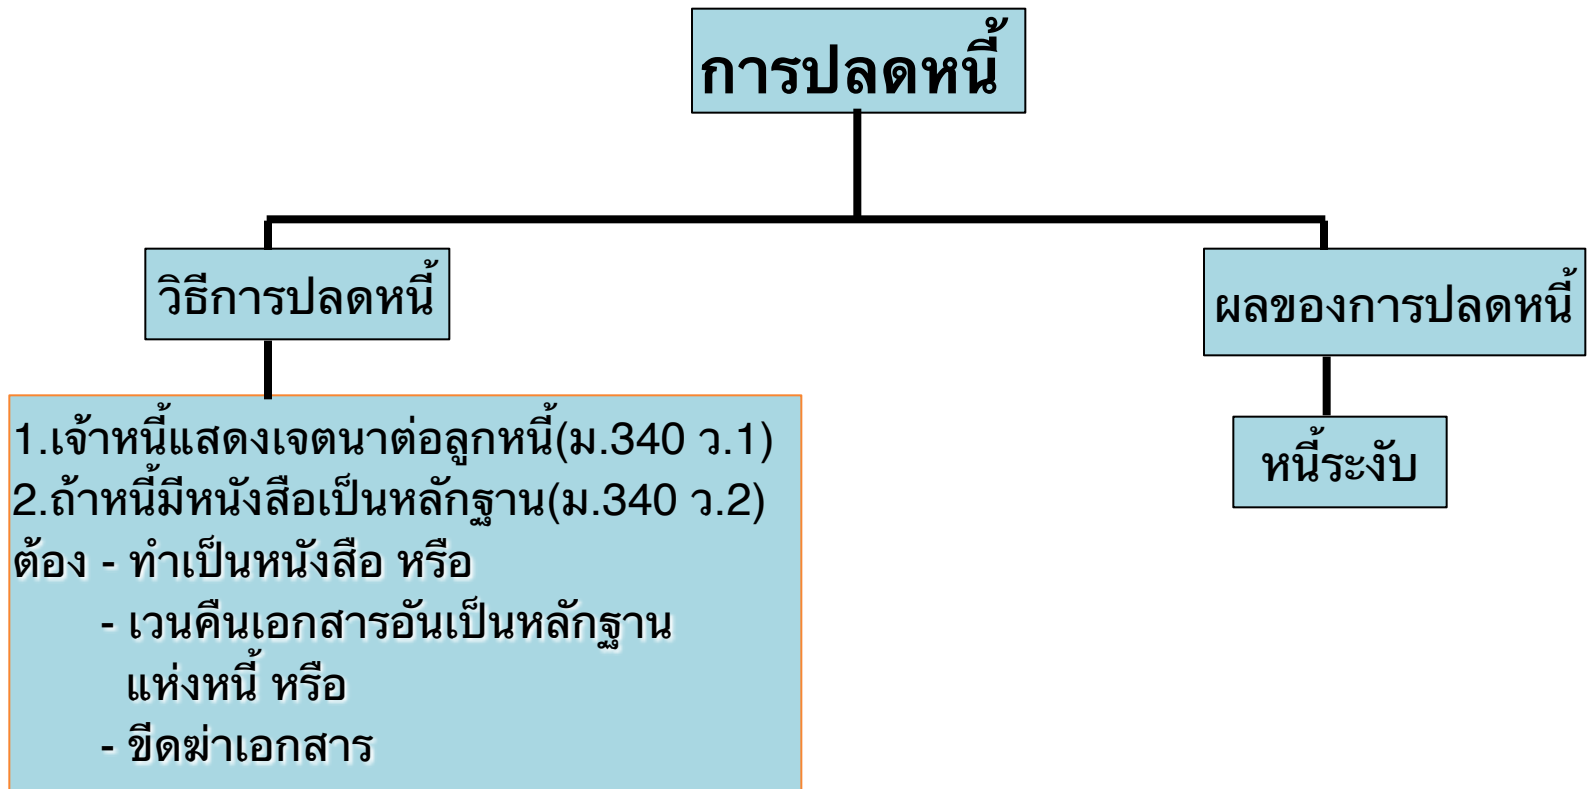 การปลดหนี้
วิธีการปลดหนี้
ผลของการปลดหนี้
1.เจ้าหนี้แสดงเจตนาต่อลูกหนี้(ม.340 ว.1)
2.ถ้าหนี้มีหนังสือเป็นหลักฐาน(ม.340 ว.2)
ต้อง - ทำเป็นหนังสือ หรือ
- เวนคืนเอกสารอันเป็นหลักฐาน
แห่งหนี้ หรือ
- ขีดฆ่าเอกสาร
หนี้ระงับ